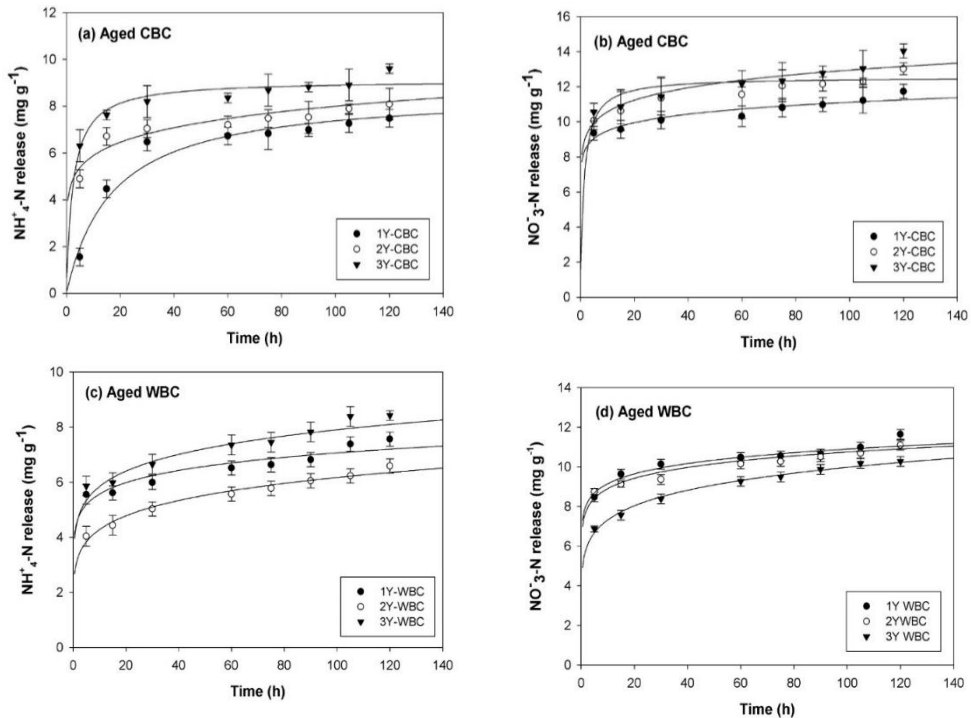 (a) Aged CBC
NH⁺₄-N release (mg g⁻¹)
12
10
8
6
4
2
0
0 20 40 60 80 100 120 140
Time (h)
1Y-CBC
2Y-CBC
3Y-CBC
(b) Aged CBC
NO⁻₃-N release (mg g⁻¹)
16
14
12
10
8
6
4
2
0
0 20 40 60 80 100 120 140
Time (h)
1Y-CBC
2Y-CBC
3Y-CBC
(c) Aged WBC
NH⁺₄-N release (mg g⁻¹)
10
8
6
4
2
0
0 20 40 60 80 100 120 140
Time (h)
1Y-WBC
2Y-WBC
3Y-WBC
(d) Aged WBC
NO⁻₃-N release (mg g⁻¹)
14
12
10
8
6
4
2
0
0 20 40 60 80 100 120 140
Time (h)
1Y WBC
2YWBC
3Y WBC